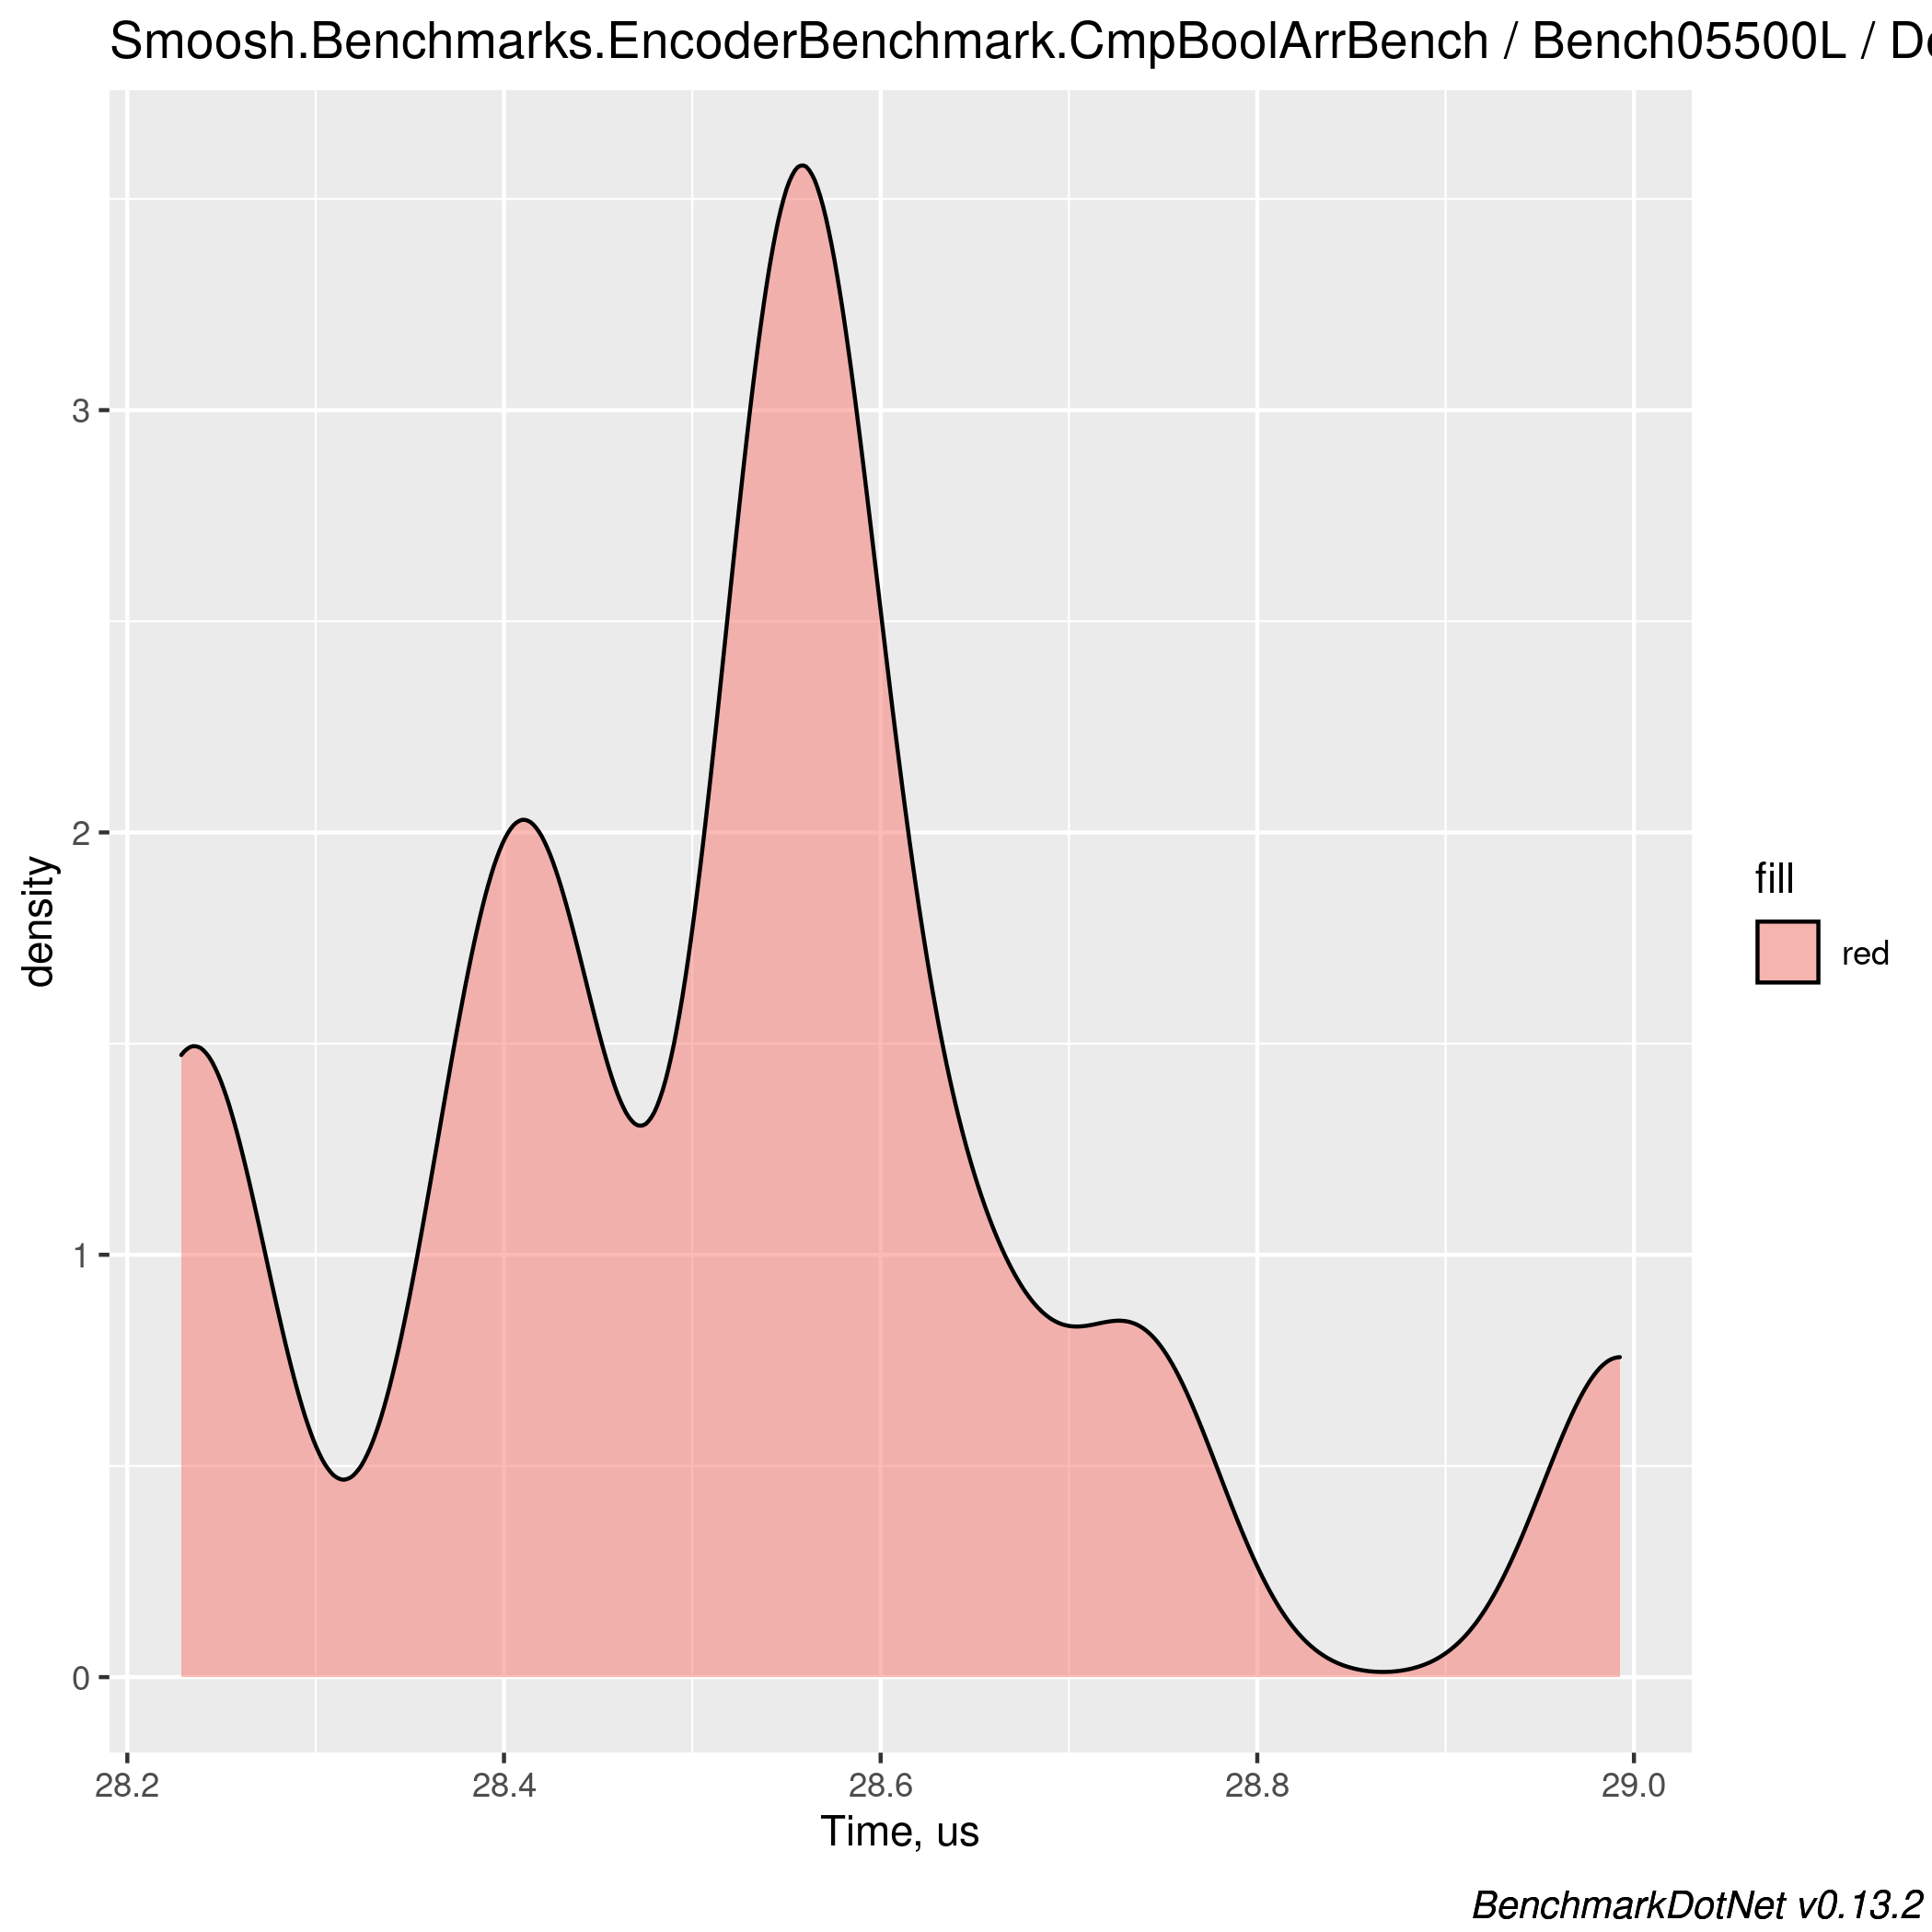 Smoosh.Benchmarks.EncoderBenchmark.CmpBoolArrBench / Bench05500L /
density
3
2
1
0
28.2 28.4 28.6 28.8 29.0
Time, us
fill
red
BenchmarkDotNet v0.13.2